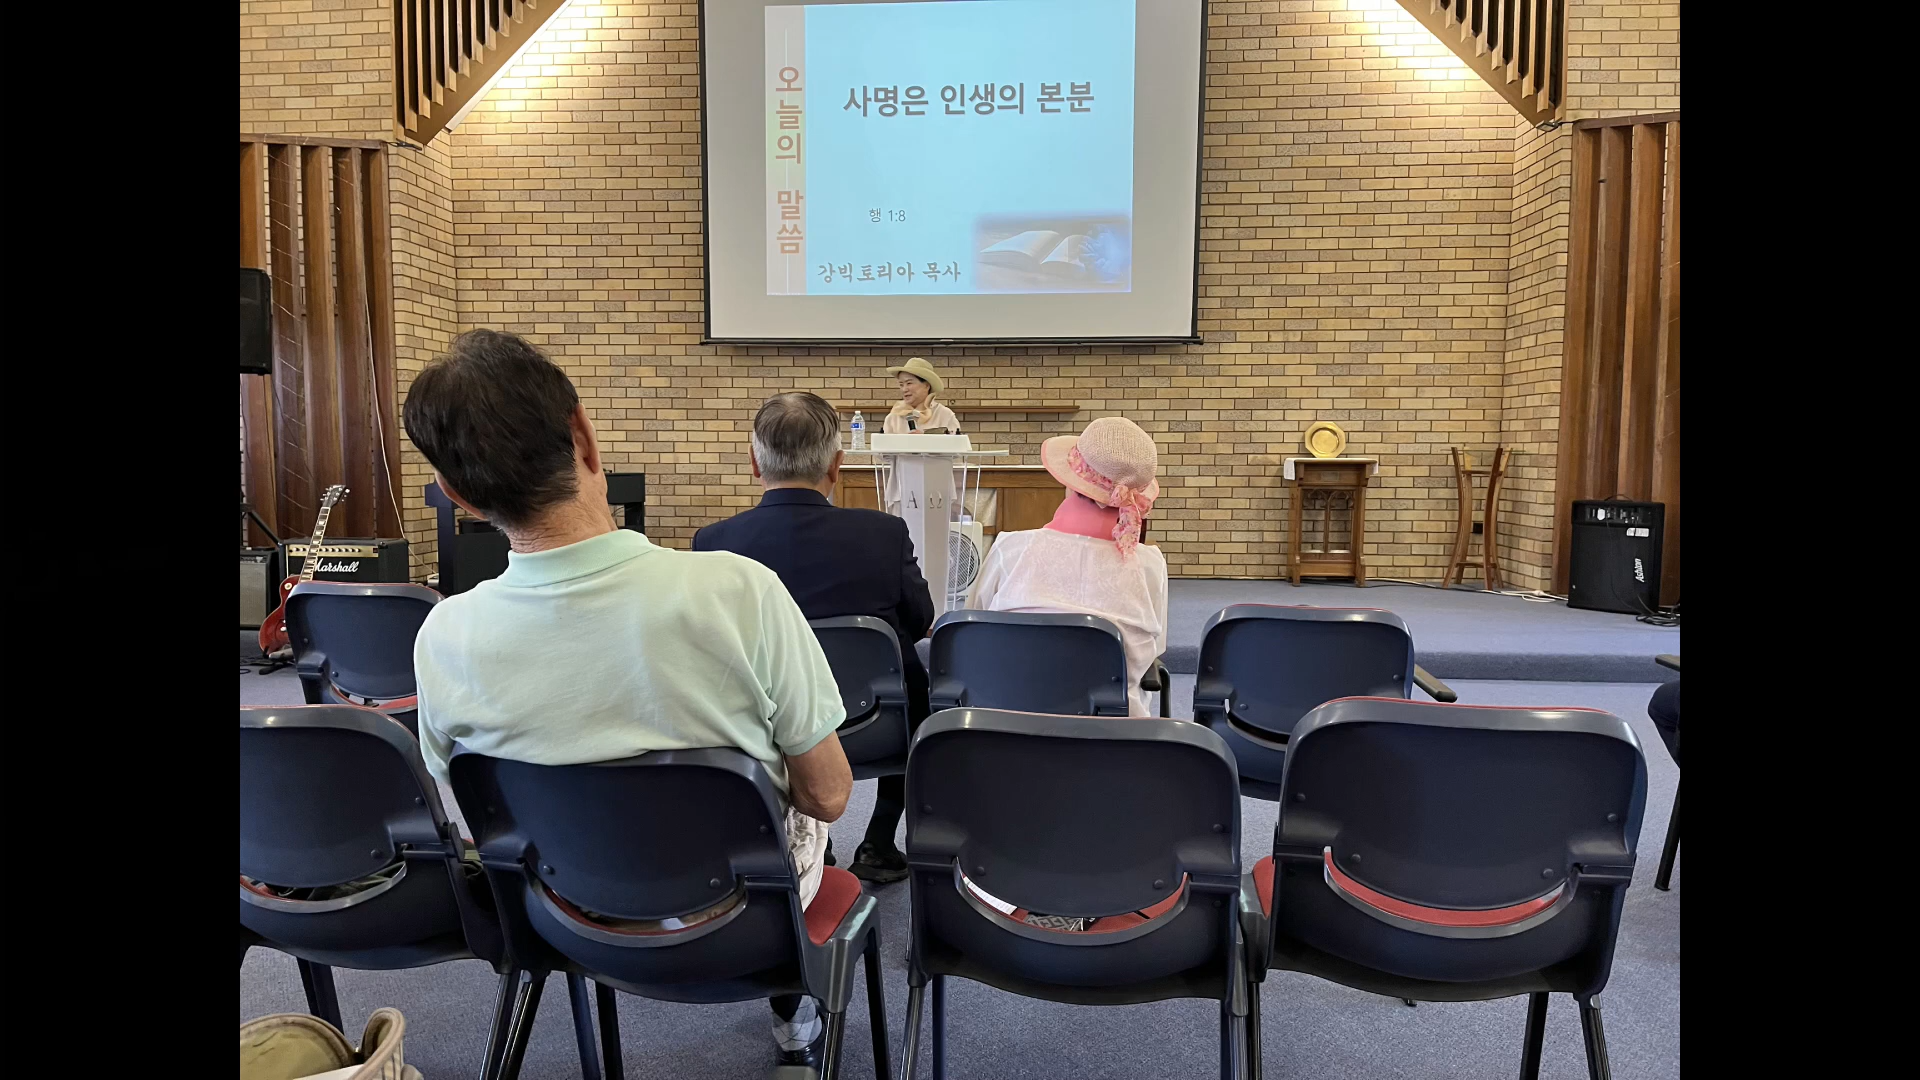 오늘의 말씀
사명은 인생의 본분
행 1:8
강빅토리아 목사
Α Ω
Marshall
Ashton